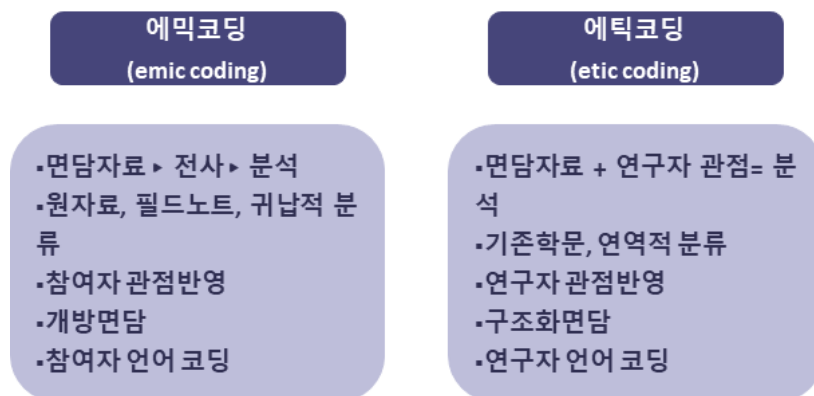 에믹코딩
(emic coding)
▪면담자료 ▸ 전사 ▸ 분석
▪원자료, 필드노트, 귀납적 분
류
▪참여자 관점반영
▪개방면담
▪참여자 언어 코딩
에틱코딩
(etic coding)
▪면담자료 + 연구자 관점= 분
석
▪기존학문, 연역적 분류
▪연구자 관점반영
▪구조화면담
▪연구자 언어 코딩